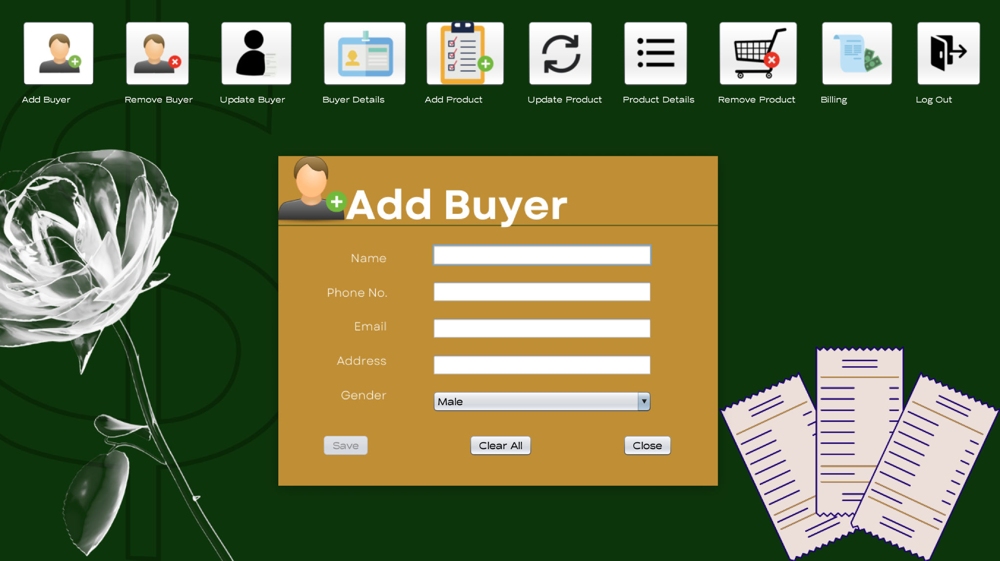 Add Buyer
Remove Buyer
Update Buyer
Buyer Details
Add Product
Update Product
Product Details
Remove Product
Billing
Log Out
Add Buyer
Name
Phone No.
Email
Address
Gender
Male
Save
Clear All
Close